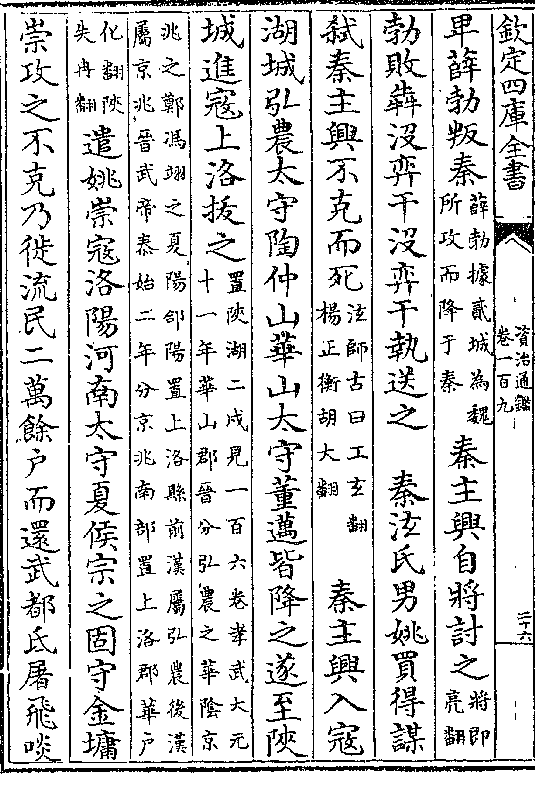 欽定四庫全書
資治通鑑
卷一百九
卑薛勃叛秦薛勃據貳城為魏所攻而降于秦秦主興自將討之將即亮翻
勃敗犇没弈干没弈干執送之　秦泫氏男姚買得謀
弑秦主興不克而死泫師古曰工玄翻楊正衡胡大翻　秦主興入寇
湖城弘農太守陶仲山華山太守董邁皆降之遂至陜
城進寇上洛拔之置陜湖二戍見一百六卷孝武大元十一年華山郡晉分弘農之華陰京
兆之鄭馮翊之夏陽郃陽置上洛縣前漢屬弘農後漢屬京兆晉武帝泰始二年分京兆南部置上洛郡華户
化翻陜失冉翻遣姚崇寇洛陽河南太守夏侯宗之固守金墉
崇攻之不克乃徙流民二萬餘户而還武都氐屠飛啖